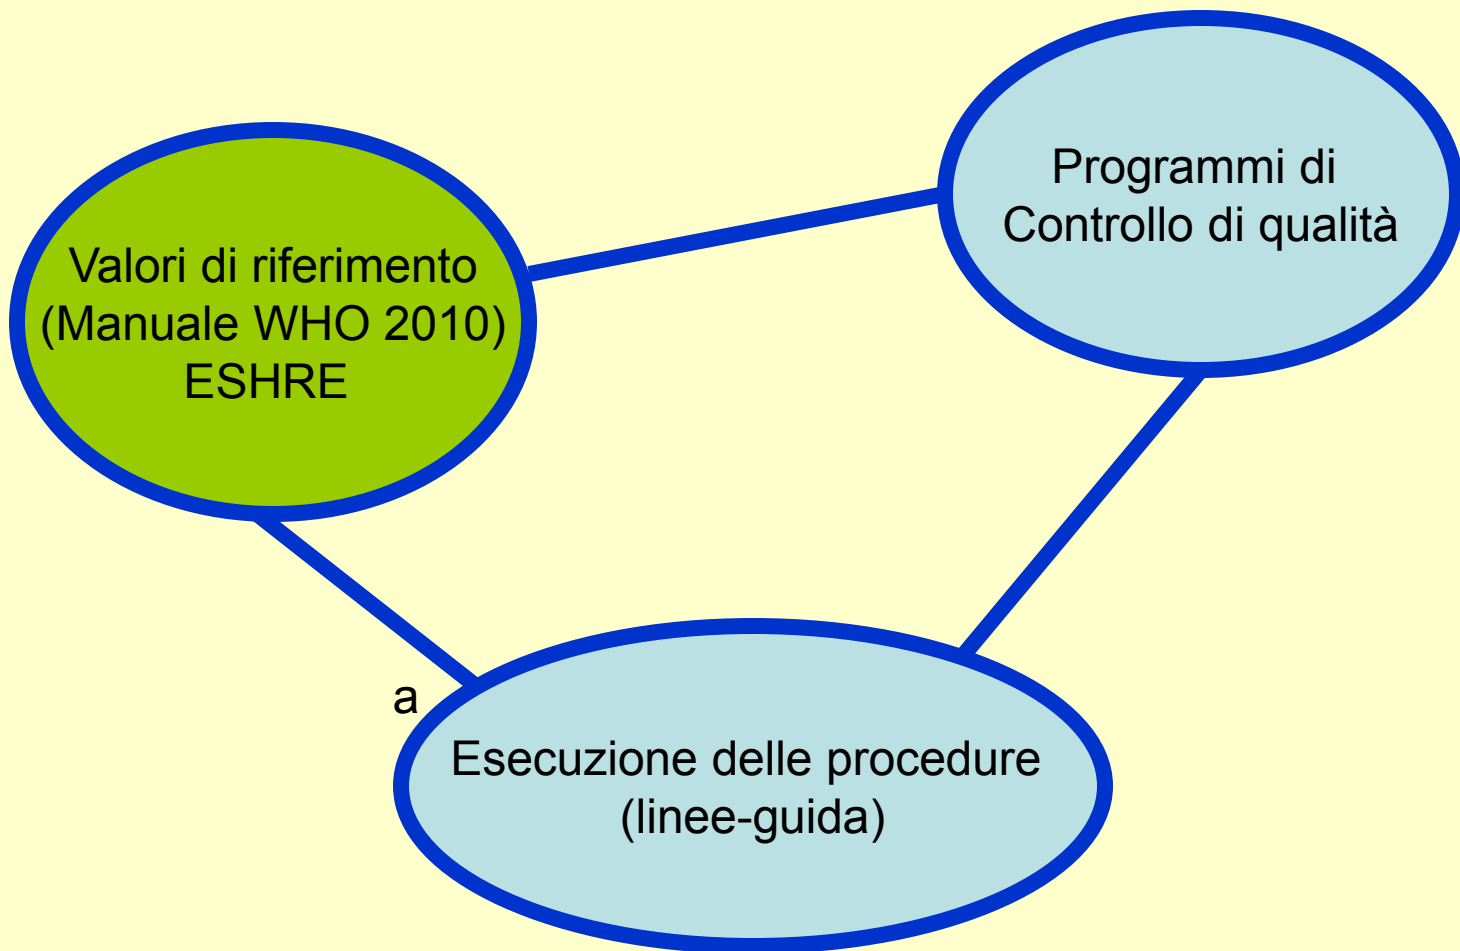 Valori di riferimento
(Manuale WHO 2010)
ESHRE
Programmi di
Controllo di qualità
a
Esecuzione delle procedure
(linee-guida)